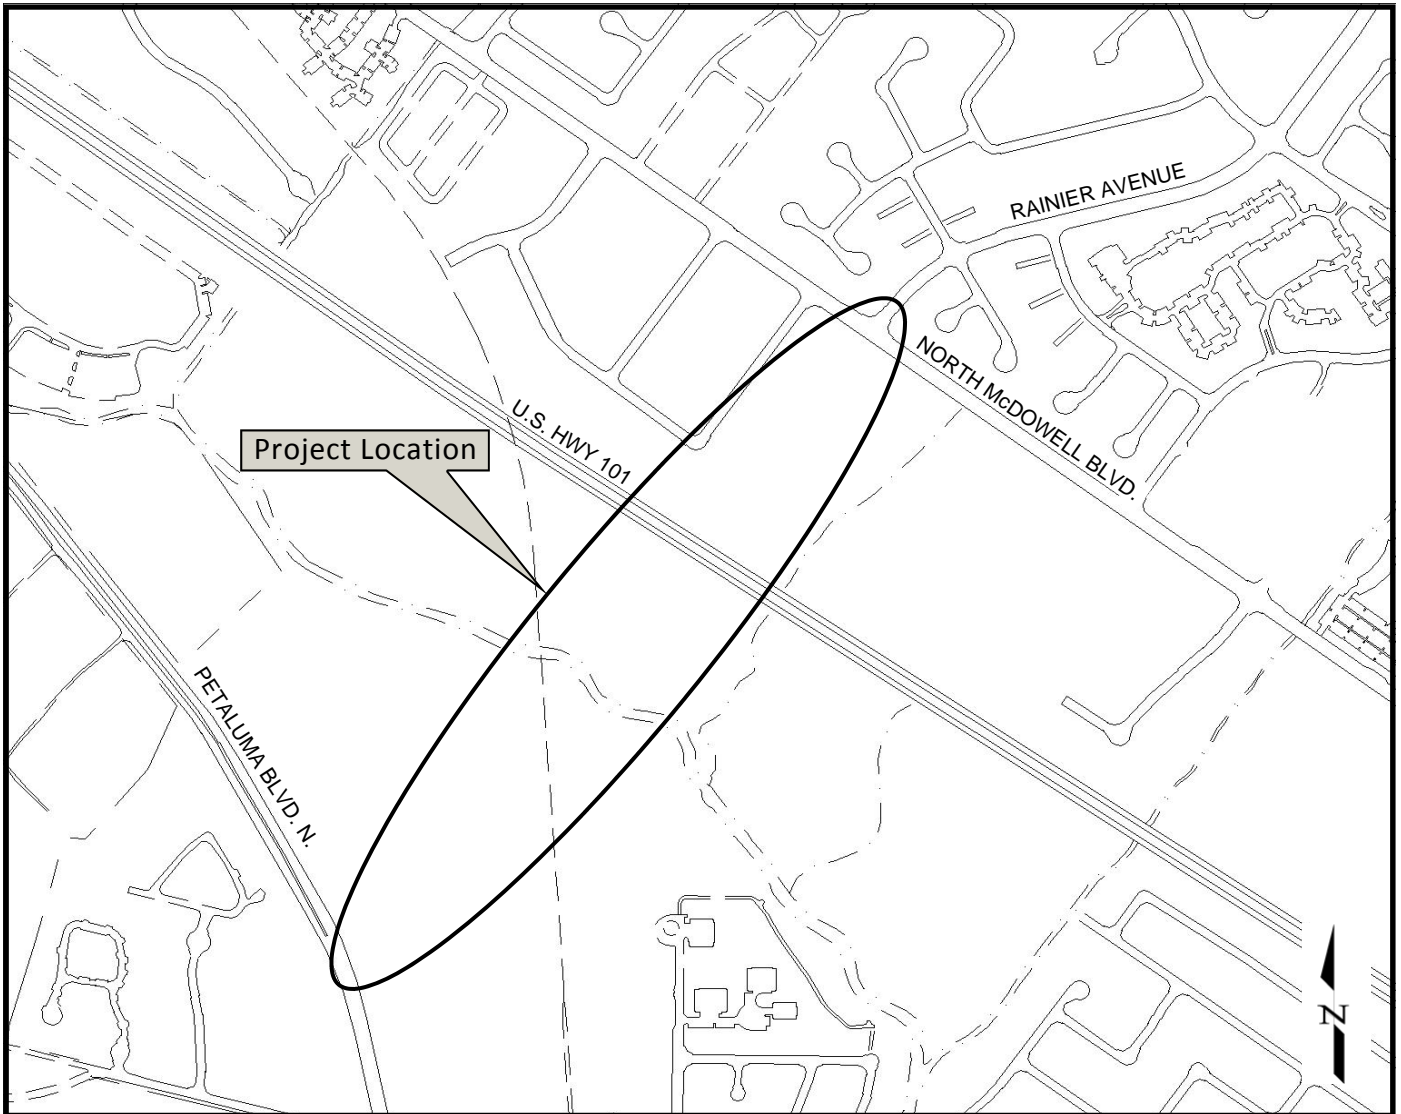 RAINIER AVENUE
NORTH McDOWELL BLVD.
U.S. HWY 101
Project Location
PETALUMA BLVD. N.
N